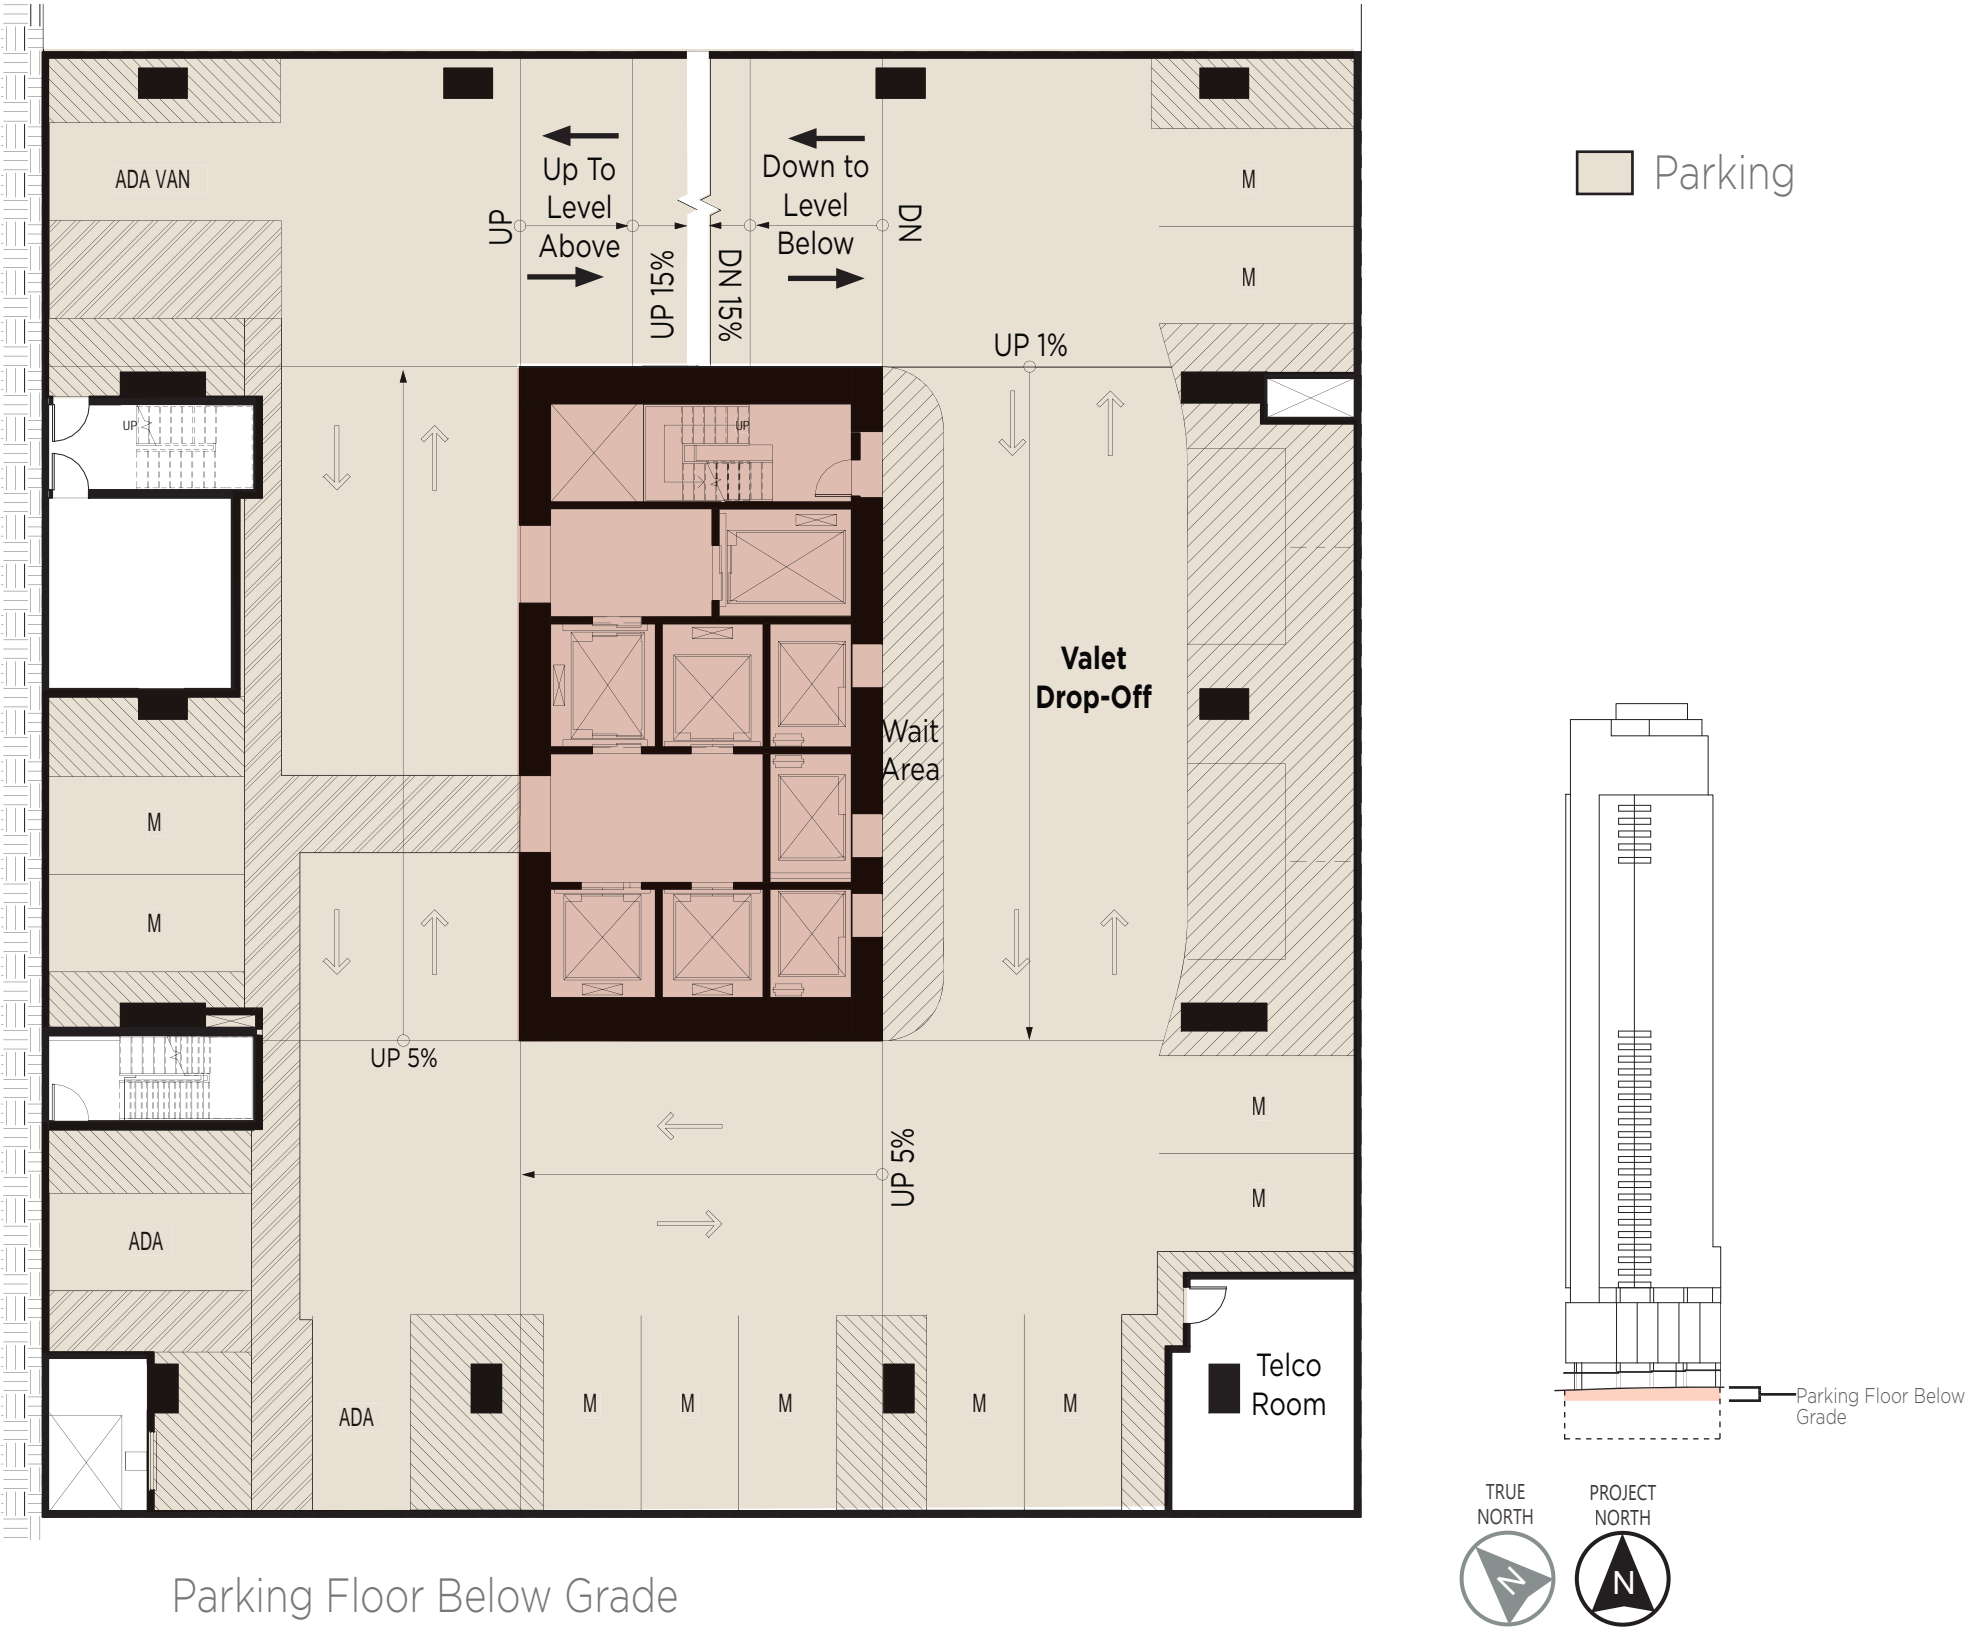 ADA VAN
Up To
Level
Above
UP
UP 15%
Down to
Level
Below
DN
DN 15%
M
M
Parking
UP 1%
UP
UP
Valet
Drop-Off
Wait
Area
M
M
UP 5%
UP 5%
M
M
ADA
ADA
M
M
M
M
M
Telco
Room
Parking Floor Below
Grade
TRUE
NORTH
PROJECT
NORTH
N
N
Parking Floor Below Grade